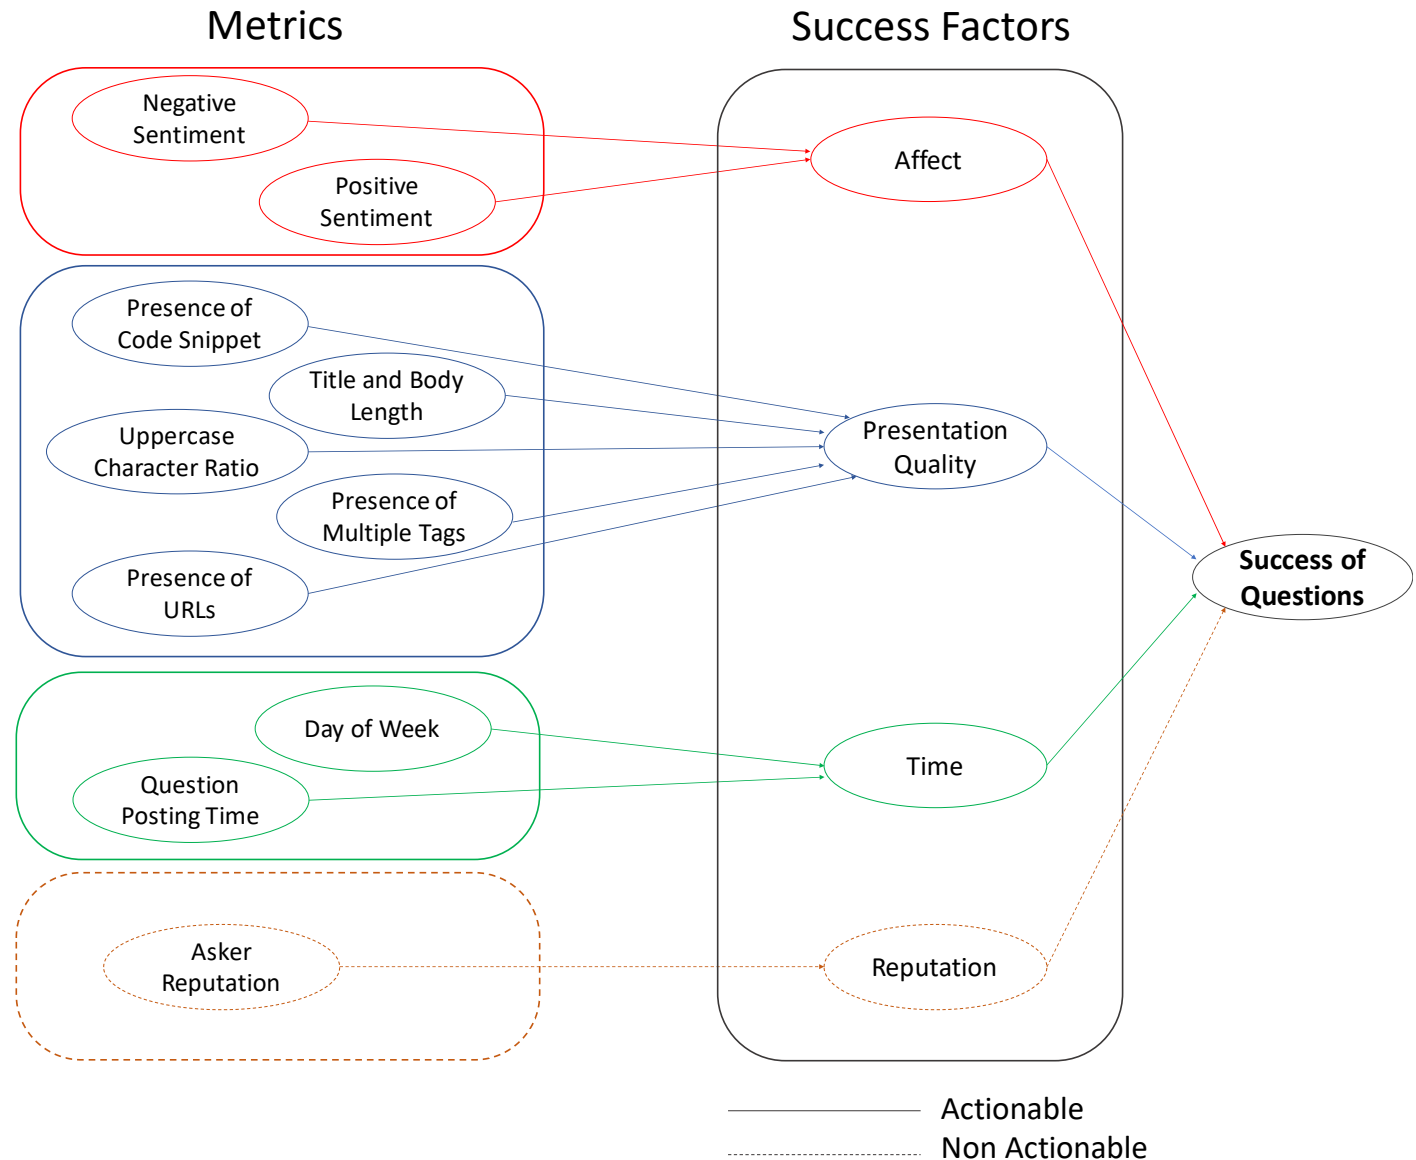 Metrics
Success Factors
Negative
Sentiment
Positive
Sentiment
Affect
Presence of
Code Snippet
Title and Body
Length
Uppercase
Character Ratio
Presence of
Multiple Tags
Presence of
URLs
Presentation
Quality
Success of
Questions
Day of Week
Question
Posting Time
Time
Asker
Reputation
Reputation
Actionable
Non Actionable